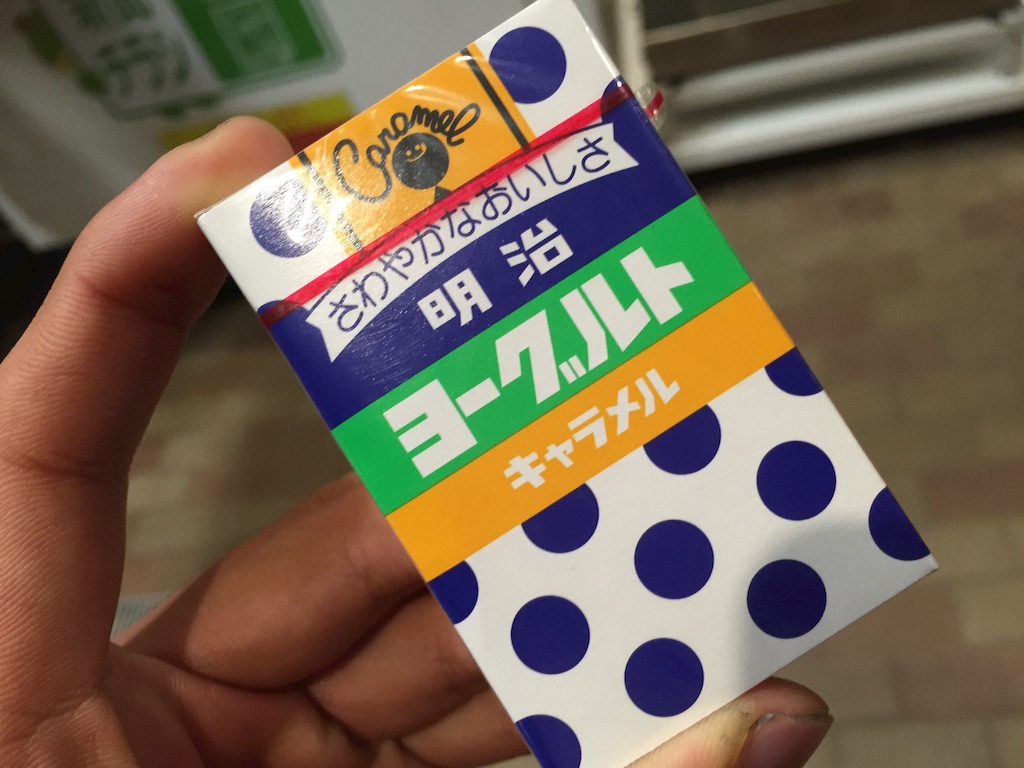 Caramel
さわやかなおいしさ
明治
ヨーグルト
キャラメル